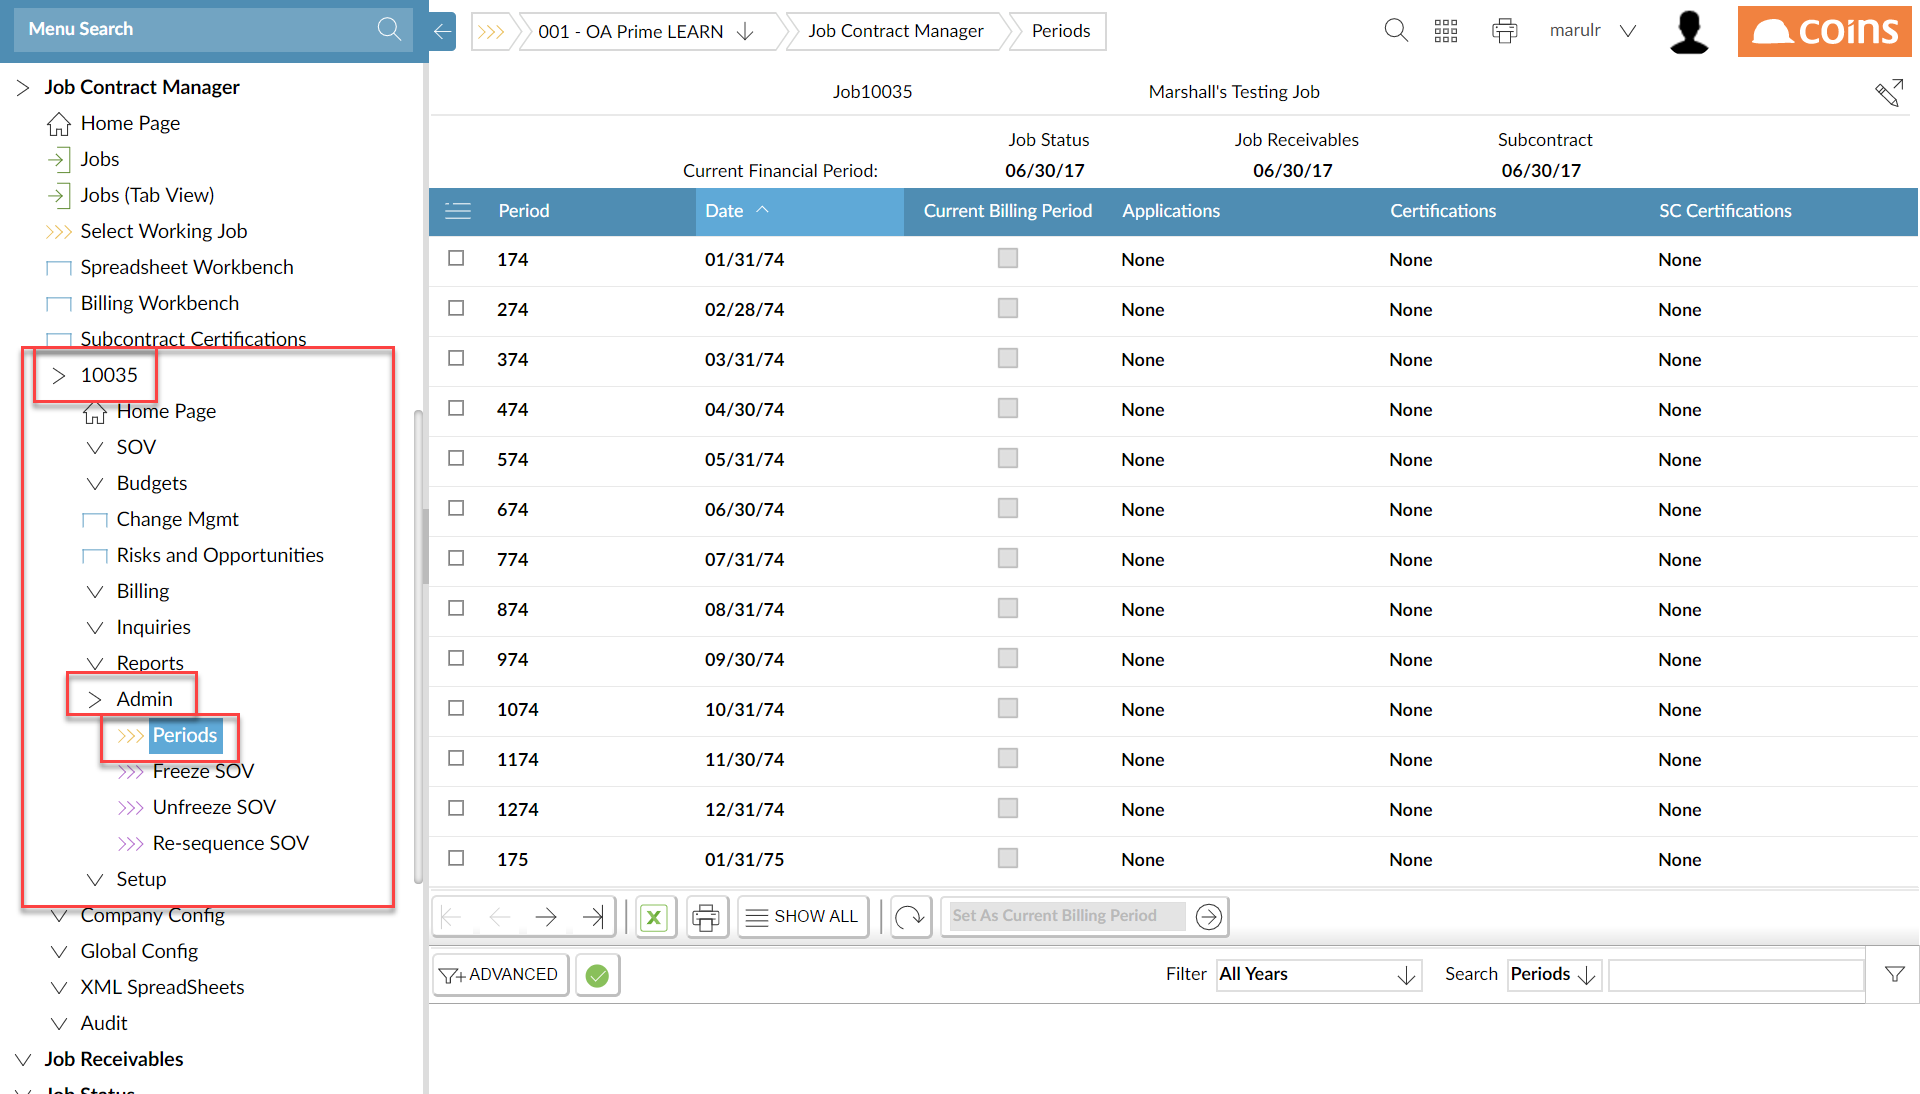 Menu Search
001 - OA Prime LEARN
Job Contract Manager
Periods
marulr
coins
Job Contract Manager
Home Page
Jobs
Jobs (Tab View)
Select Working Job
Spreadsheet Workbench
Billing Workbench
Subcontract Certifications
10035
Home Page
SOV
Budgets
Change Mgmt
Risks and Opportunities
Billing
Inquiries
Reports
Admin
Periods
Freeze SOV
Unfreeze SOV
Re-sequence SOV
Setup
Company Config
Global Config
XML SpreadSheets
Audit
Job Receivables
Job Status
Job10035 Marshall's Testing Job
Job Status Job Receivables Subcontract
Current Financial Period: 06/30/17 06/30/17 06/30/17
Period Date Current Billing Period Applications Certifications SC Certifications
174 01/31/74 None None None
274 02/28/74 None None None
374 03/31/74 None None None
474 04/30/74 None None None
574 05/31/74 None None None
674 06/30/74 None None None
774 07/31/74 None None None
874 08/31/74 None None None
974 09/30/74 None None None
1074 10/31/74 None None None
1174 11/30/74 None None None
1274 12/31/74 None None None
175 01/31/75 None None None
X SHOW ALL Set As Current Billing Period
ADVANCED Filter All Years Search Periods